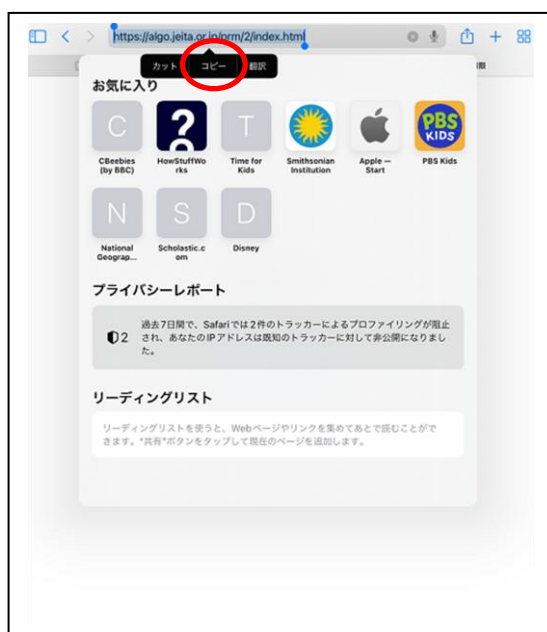 https://algo.jeita.or.jp/prm/2/index.html
カット コピー 翻訳
お気に入り
C
T
PBS KIDS
CBeebies (by BBC)
HowStuffWorks
Time for Kids
Smithsonian Institution
Apple — Start
PBS Kids
N
S
D
National Geograp...
Scholastic.com
Disney
プライバシーレポート
2
過去7日間で、Safariでは2件のトラッカーによるプロファイリングが阻止
され、あなたのIPアドレスは既知のトラッカーに対して非公開になりまし
た。
リーディングリスト
リーディングリストを使うと、Webページやリンクを集めてあとで読むことがで
きます。"共有"ボタンをタップして現在のページを追加します。